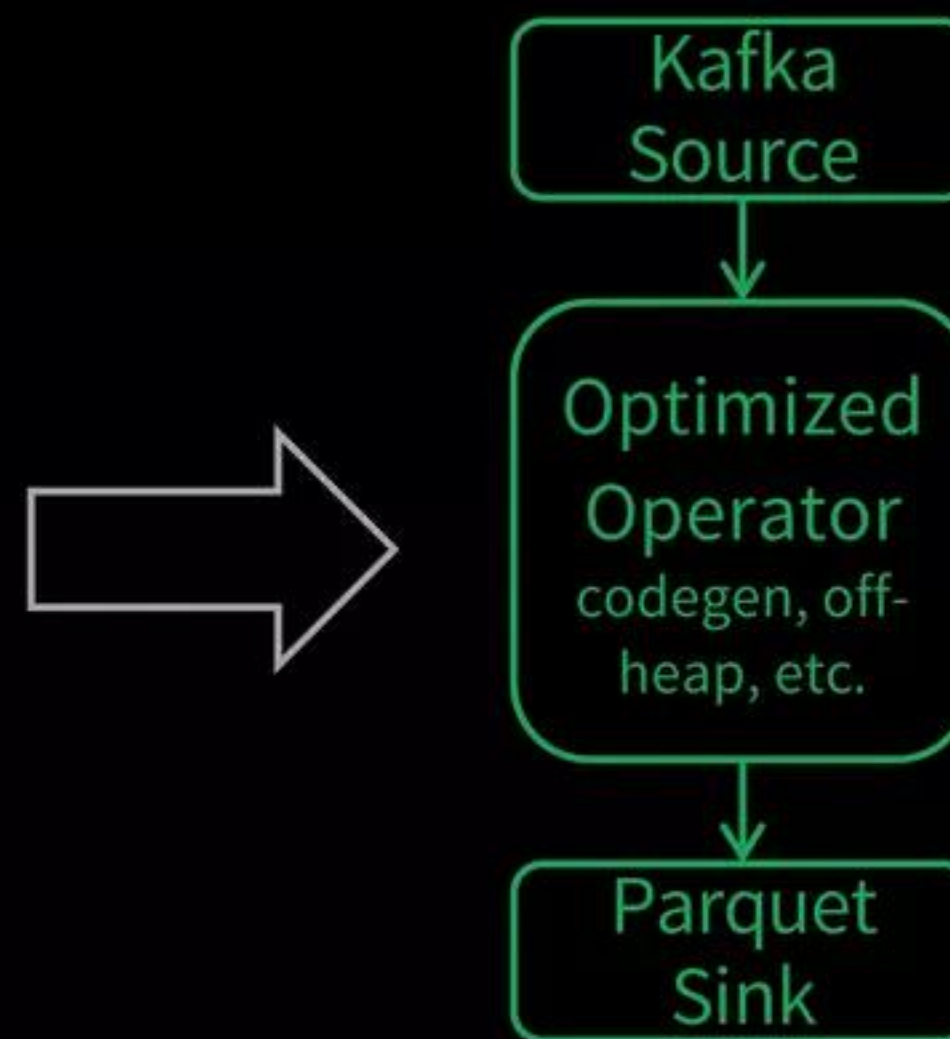 Kafka
Source
Optimized
Operator
codegen, off-
heap, etc.
Parquet
Sink